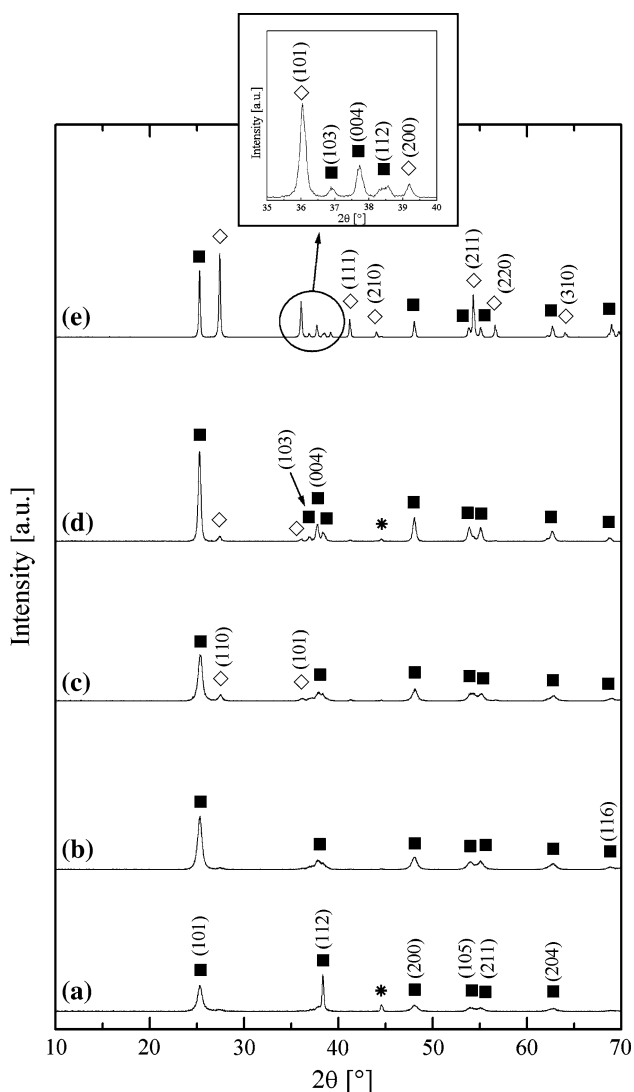 (101)
(103)
(004)
(112)
(200)
Intensity [a.u.]
35 36 37 38 39 40
2θ [°]
(e)
(111)
(210)
(211)
(220)
(310)
(d)
(103)
(004)
*
(c)
(110)
(101)
(b)
(116)
(a)
(101)
(112)
*
(200)
(105)
(211)
(204)
Intensity [a.u.]
10 20 30 40 50 60 70
2θ [°]